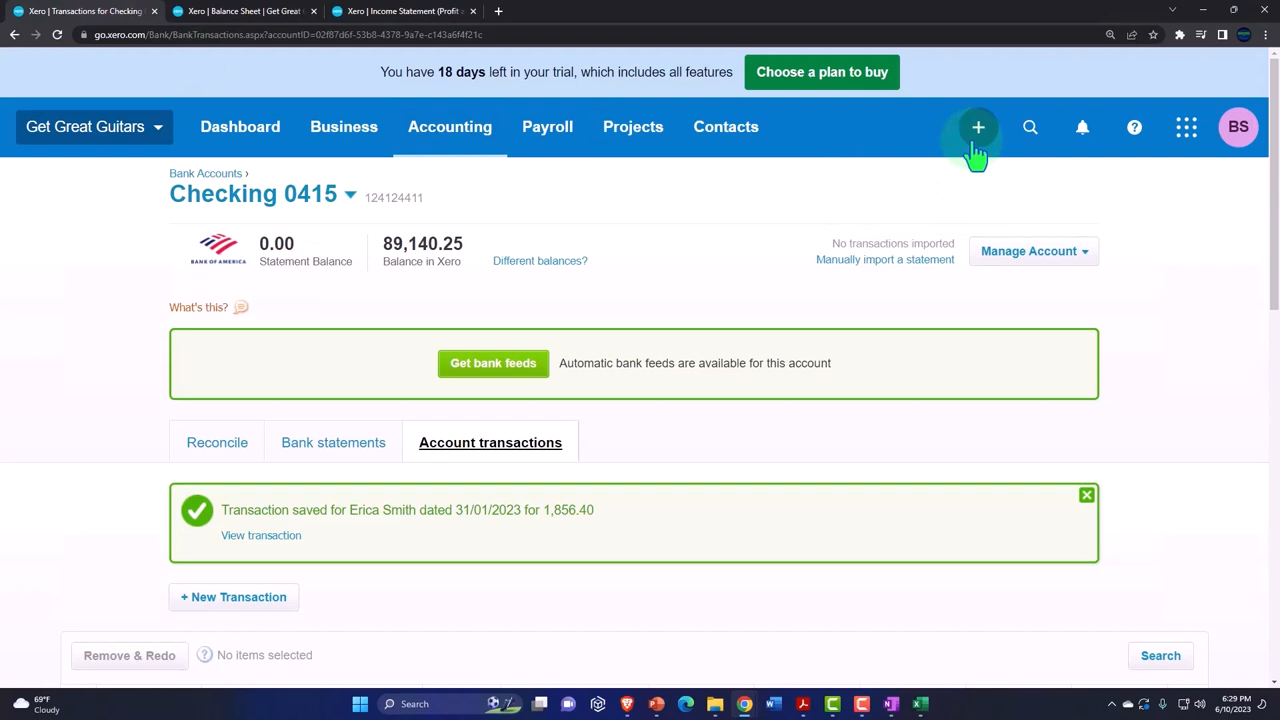 Xero | Transactions for Checking 0
Xero | Balance Sheet | Get Great G
Xero | Income Statement (Profit a
go.xero.com/Bank/BankTransactions.aspx?accountID=02f87d6f-53b8-4378-9a7e-c143a6f4f21c
You have 18 days left in your trial, which includes all features
Choose a plan to buy
Get Great Guitars
Dashboard
Business
Accounting
Payroll
Projects
Contacts
BS
Bank Accounts ›
Checking 0415
124124411
BANK OF AMERICA
0.00
Statement Balance
89,140.25
Balance in Xero
Different balances?
No transactions imported
Manually import a statement
Manage Account
What's this?
Get bank feeds
Automatic bank feeds are available for this account
Reconcile
Bank statements
Account transactions
Transaction saved for Erica Smith dated 31/01/2023 for 1,856.40
View transaction
+ New Transaction
Remove & Redo
No items selected
Search
69°F
Cloudy
Search
6:29 PM
6/10/2023